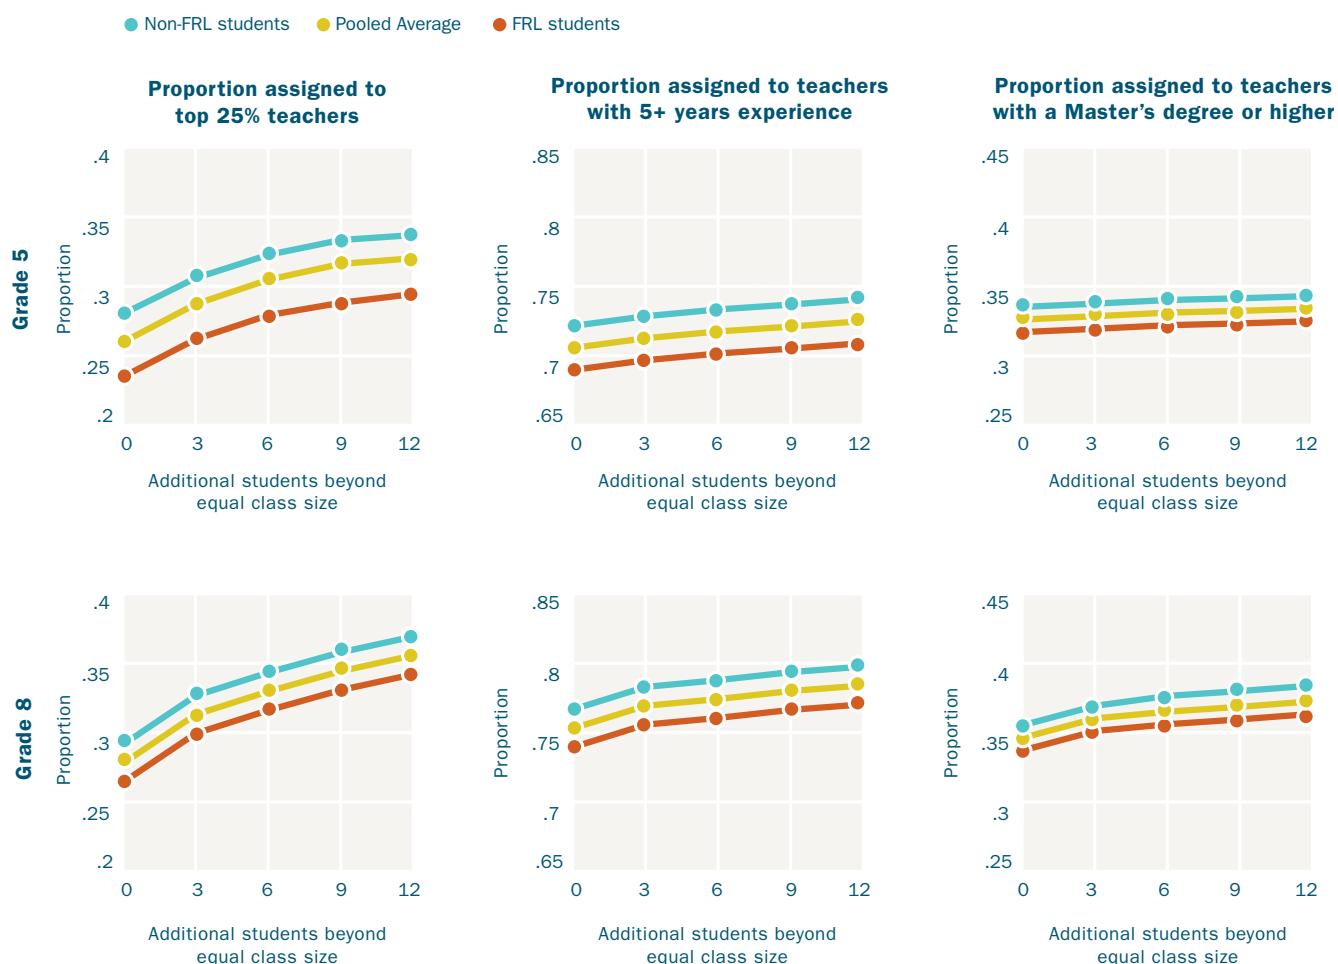 Non-FRL students
Pooled Average
FRL students
Proportion assigned to
top 25% teachers
Proportion assigned to teachers
with 5+ years experience
Proportion assigned to teachers
with a Master’s degree or higher
Grade 5
Proportion
.4
.35
.3
.25
.2
0 3 6 9 12
Additional students beyond
equal class size
Proportion
.85
.8
.75
.7
.65
0 3 6 9 12
Additional students beyond
equal class size
Proportion
.45
.4
.35
.3
.25
0 3 6 9 12
Additional students beyond
equal class size
Grade 8
Proportion
.4
.35
.3
.25
.2
0 3 6 9 12
Additional students beyond
equal class size
Proportion
.85
.8
.75
.7
.65
0 3 6 9 12
Additional students beyond
equal class size
Proportion
.45
.4
.35
.3
.25
0 3 6 9 12
Additional students beyond
equal class size